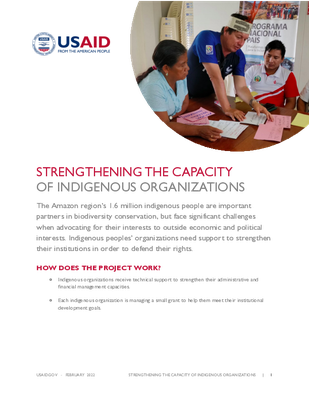 USAID
FROM THE AMERICAN PEOPLE
PROGRAMA
NACIONAL
PAÍS
STRENGTHENING THE CAPACITY
OF INDIGENOUS ORGANIZATIONS
The Amazon region's 1.6 million indigenous people are important
partners in biodiversity conservation, but face significant challenges
when advocating for their interests to outside economic and political
interests. Indigenous peoples' organizations need support to strengthen
their institutions in order to defend their rights.
HOW DOES THE PROJECT WORK?
Indigenous organizations receive technical support to strengthen their administrative and
financial management capacities.
Each indigenous organization is managing a small grant to help them meet their institutional
development goals.
USAID.GOV - FEBRUARY 2022 STRENGTHENING THE CAPACITY OF INDIGENOUS ORGANIZATIONS | 1